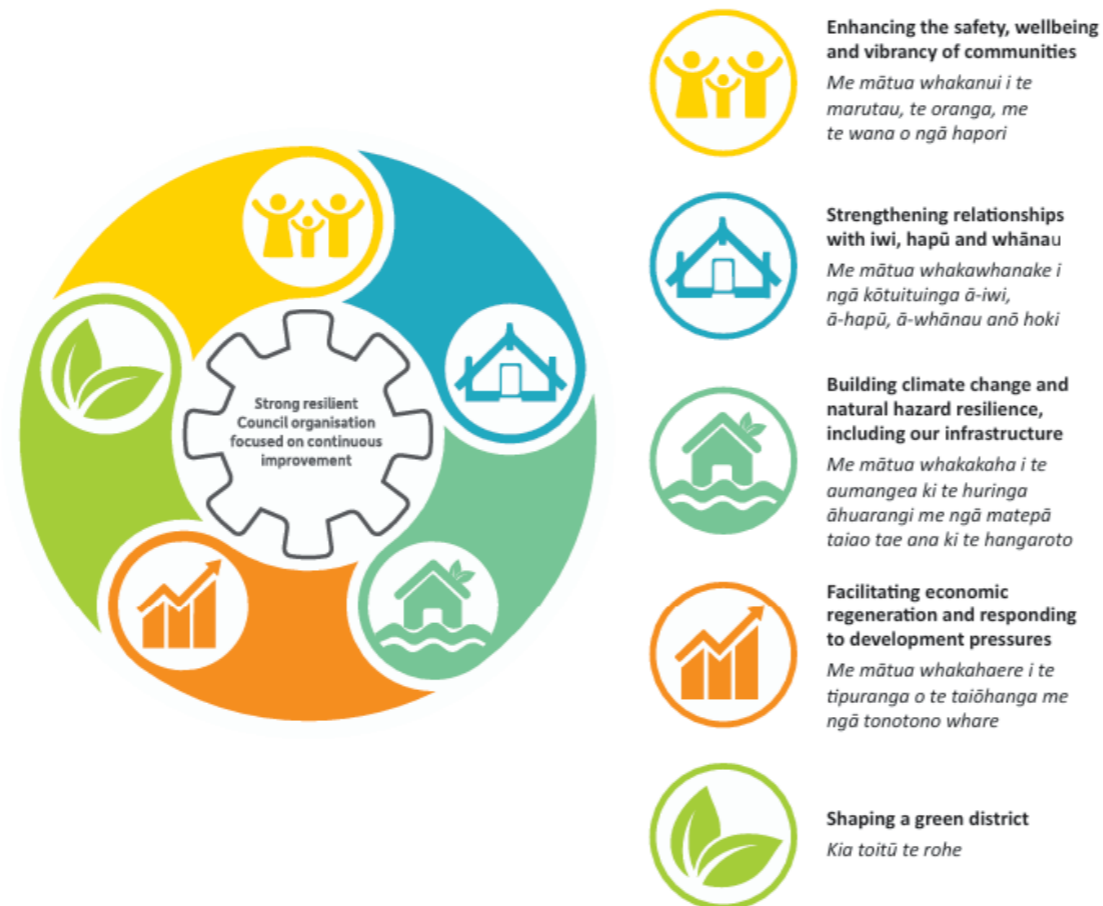 Strong resilient
Council organisation
focused on continuous
improvement
Enhancing the safety, wellbeing
and vibrancy of communities
Me mātua whakanui i te
marutau, te oranga, me
te wana o ngā hapori
Strengthening relationships
with iwi, hapū and whānau
Me mātua whakawhanake i
ngā kōtuituinga ā-iwi,
ā-hapū, ā-whānau anō hoki
Building climate change and
natural hazard resilience,
including our infrastructure
Me mātua whakakaha i te
aumangea ki te huringa
āhuarangi me ngā matepā
taiao tae ana ki te hangaroto
Facilitating economic
regeneration and responding
to development pressures
Me mātua whakahaere i te
tipuranga o te taiōhanga me
ngā tonotono whare
Shaping a green district
Kia toitū te rohe